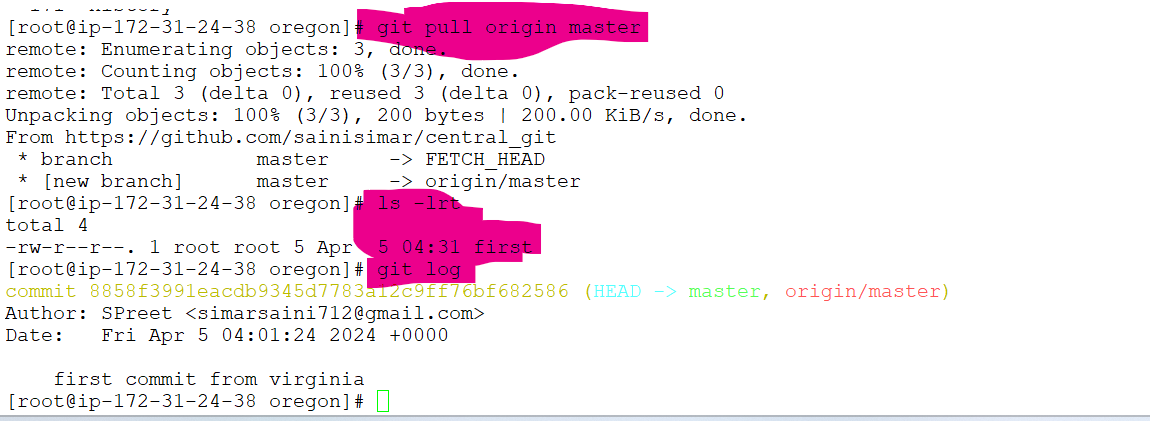 [root@ip-172-31-24-38 oregon]# git pull origin master
remote: Enumerating objects: 3, done.
remote: Counting objects: 100% (3/3), done.
remote: Total 3 (delta 0), reused 3 (delta 0), pack-reused 0
Unpacking objects: 100% (3/3), 200 bytes | 200.00 KiB/s, done.
From https://github.com/sainisimar/central_git
 * branch            master     -> FETCH_HEAD
 * [new branch]      master     -> origin/master
[root@ip-172-31-24-38 oregon]# ls -lrt
total 4
-rw-r--r--. 1 root root 5 Apr  5 04:31 first
[root@ip-172-31-24-38 oregon]# git log
commit 8858f3991eacdb9345d7783a12c9ff76bf682586 (HEAD -> master, origin/master)
Author: SPreet <simarsaini712@gmail.com>
Date:   Fri Apr 5 04:01:24 2024 +0000
    first commit from virginia
[root@ip-172-31-24-38 oregon]#